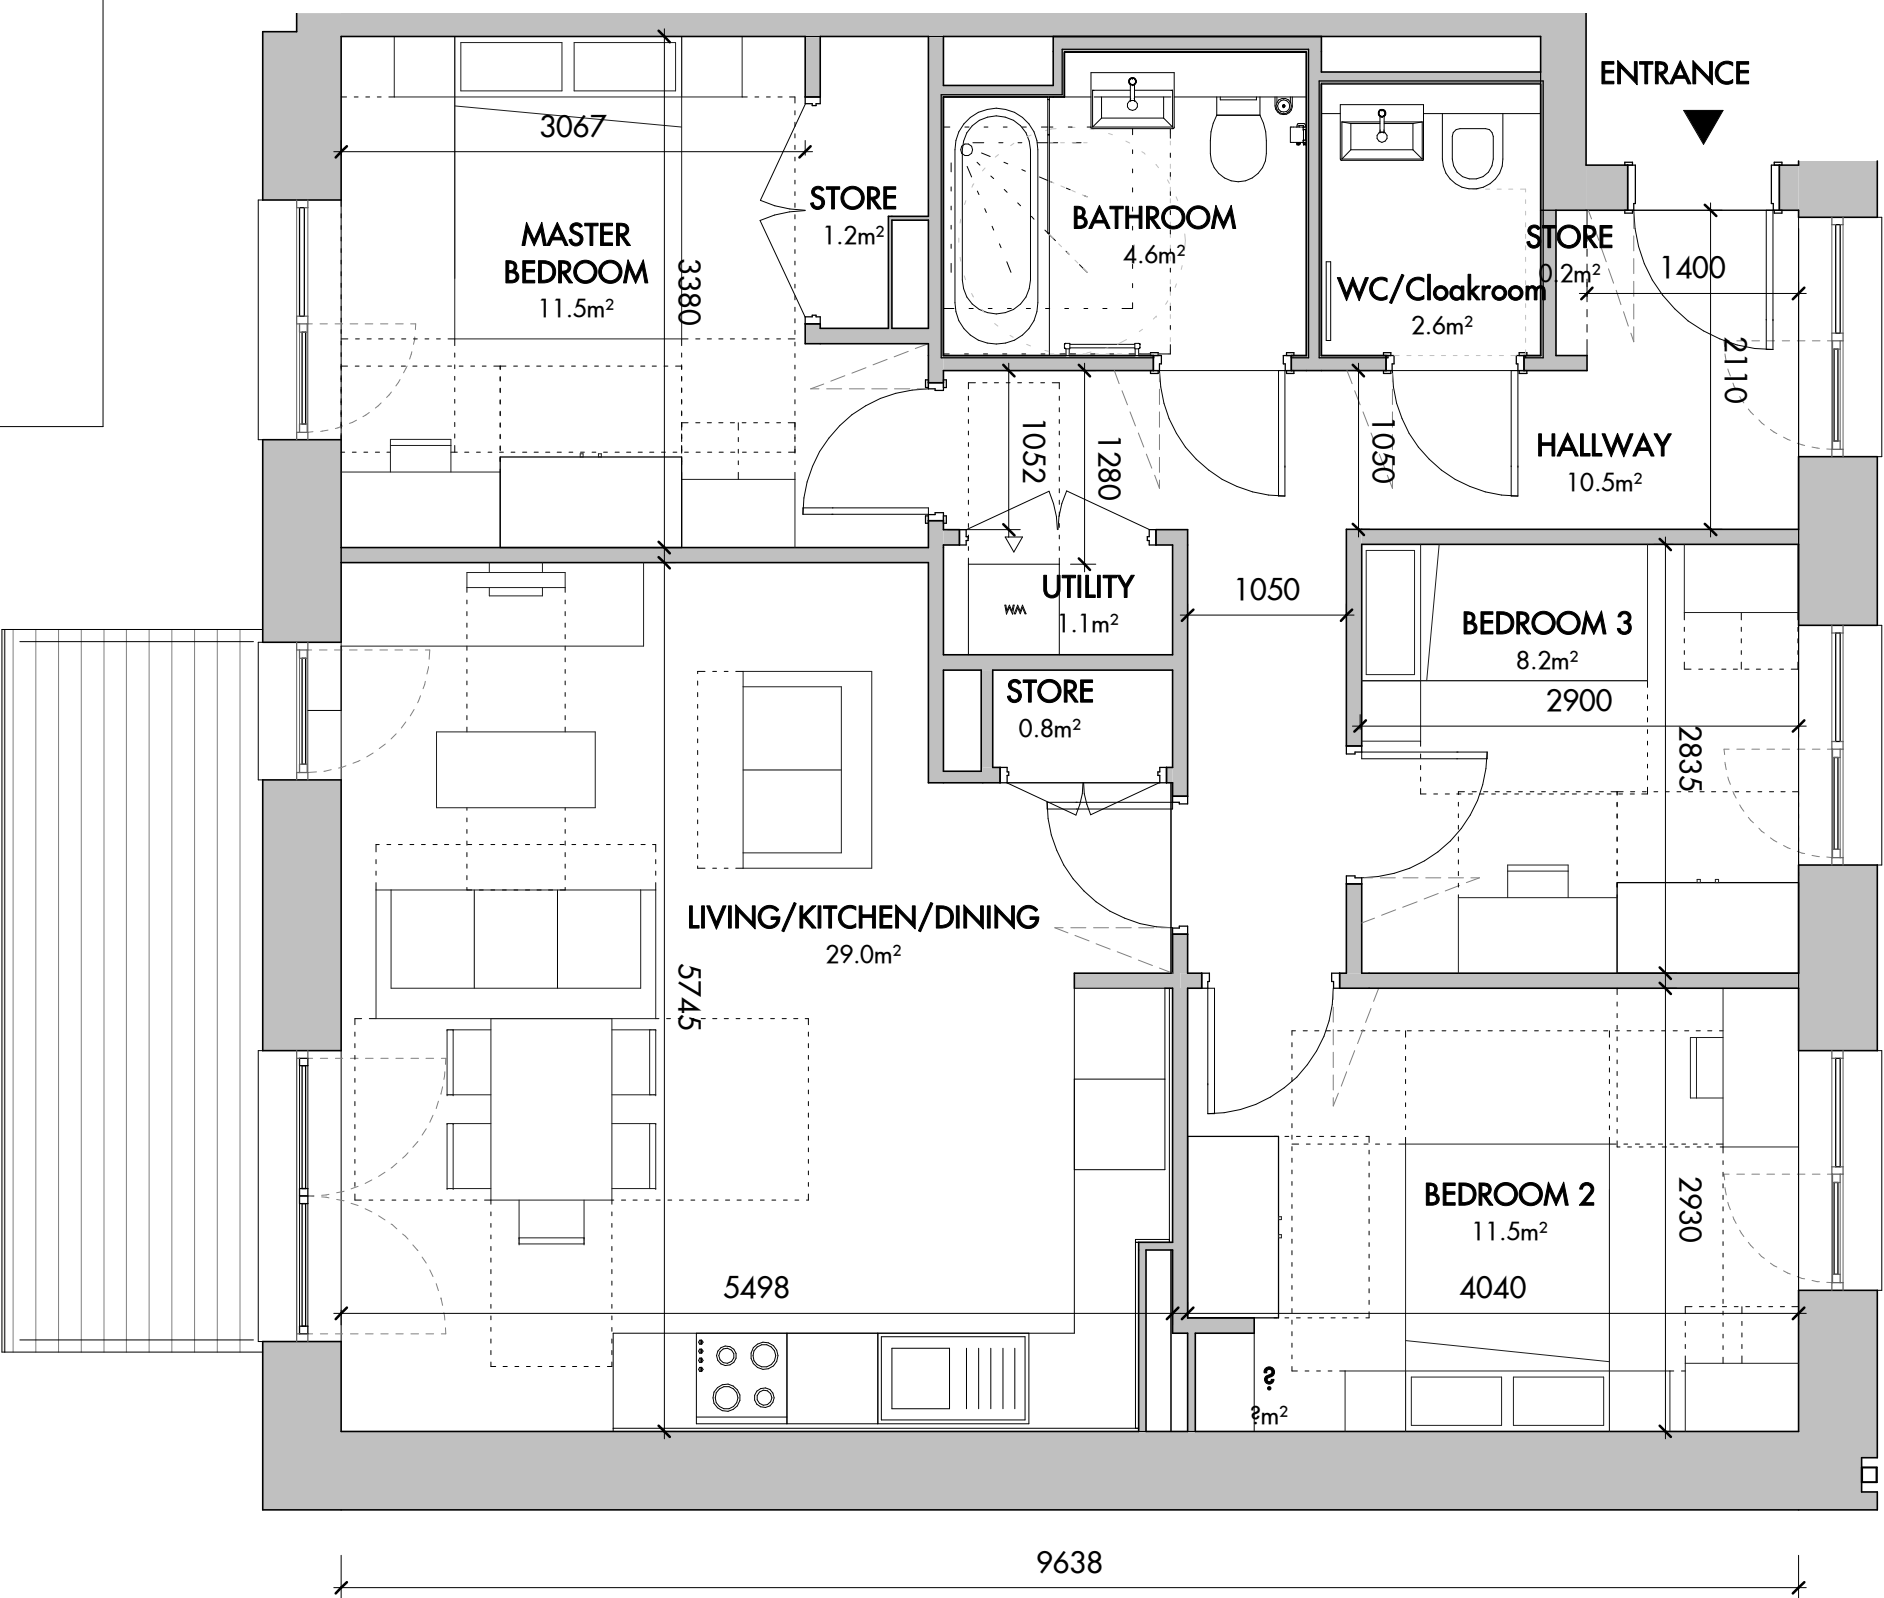 ENTRANCE
3067
STORE
1.2m²
MASTER
BEDROOM
11.5m²
3380
BATHROOM
4.6m²
WC/Cloakroom
2.6m²
STORE
0.2m²
1400
2110
HALLWAY
10.5m²
1052
1280
1050
UTILITY
1.1m²
WM
1050
BEDROOM 3
8.2m²
2900
2835
STORE
0.8m²
LIVING/KITCHEN/DINING
29.0m²
5745
BEDROOM 2
11.5m²
2930
5498
4040
?
?m²
9638